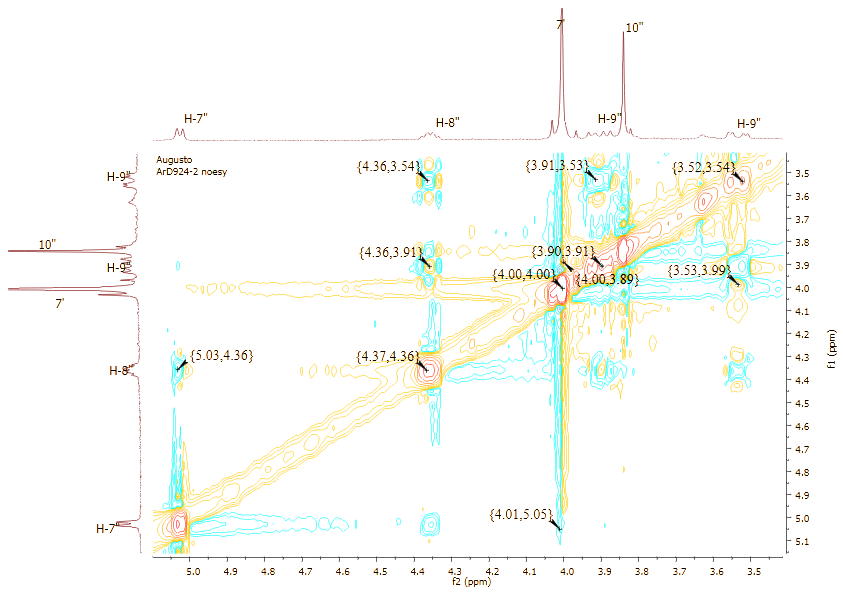 7'
10"
H-7"
H-8"
H-9"
H-9"
Augusto
ArD924-2 noesy
{4.36,3.54}
{3.91,3.53}
{3.52,3.54}
H-9"
10"
H-9"
7'
H-8
H-7
{4.36,3.91}
{3.90,3.91}
{4.00,4.00}
{4.00,3.89}
{3.53,3.99}
{5.03,4.36}
{4.37,4.36}
{4.01,5.05}
3.5
3.6
3.7
3.8
3.9
4.0
4.1
4.2
4.3
4.4
4.5
4.6
4.7
4.8
4.9
5.0
5.1
f1 (ppm)
5.0 4.9 4.8 4.7 4.6 4.5 4.4 4.3 4.2 4.1 4.0 3.9 3.8 3.7 3.6 3.5
f2 (ppm)